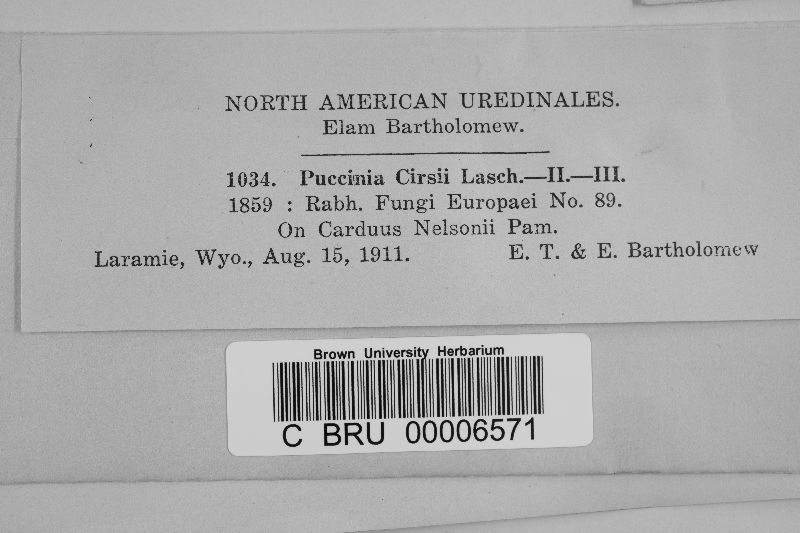 NORTH AMERICAN UREDINALES.
Elam Bartholomew.
1034. Puccinia Cirsii Lasch.—II.—III.
1859 : Rabh. Fungi Europaei No. 89.
On Carduus Nelsonii Pam.
Laramie, Wyo., Aug. 15, 1911. E. T. & E. Bartholomew
Brown University Herbarium
C BRU 00006571